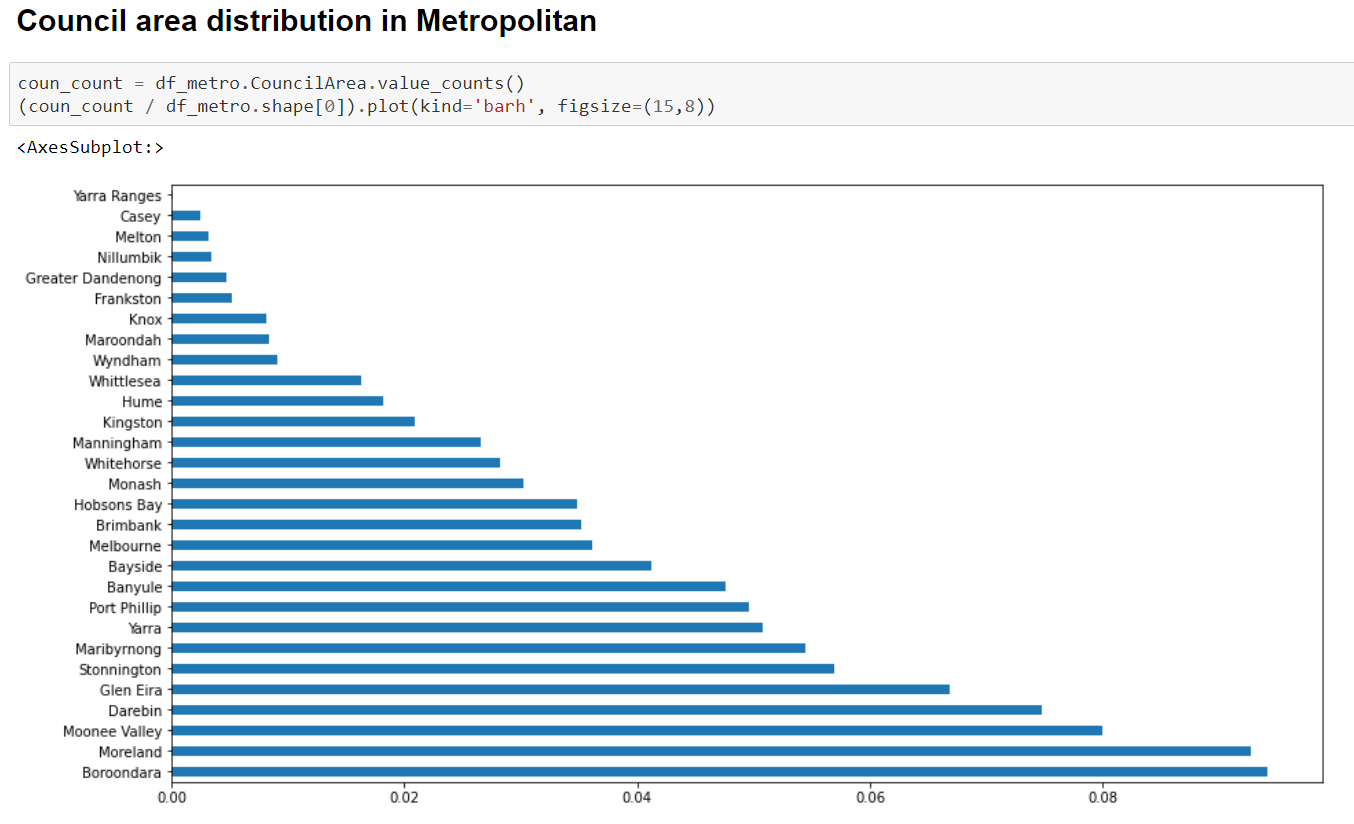 Council area distribution in Metropolitan
coun_count = df_metro.CouncilArea.value_counts()
(coun_count / df_metro.shape[0]).plot(kind='barh', figsize=(15,8))
<AxesSubplot:>
Yarra Ranges
Casey
Melton
Nillumbik
Greater Dandenong
Frankston
Knox
Maroondah
Wyndham
Whittlesea
Hume
Kingston
Manningham
Whitehorse
Monash
Hobsons Bay
Brimbank
Melbourne
Bayside
Banyule
Port Phillip
Yarra
Maribyrnong
Stonnington
Glen Eira
Darebin
Moonee Valley
Moreland
Boroondara
0.00 0.02 0.04 0.06 0.08